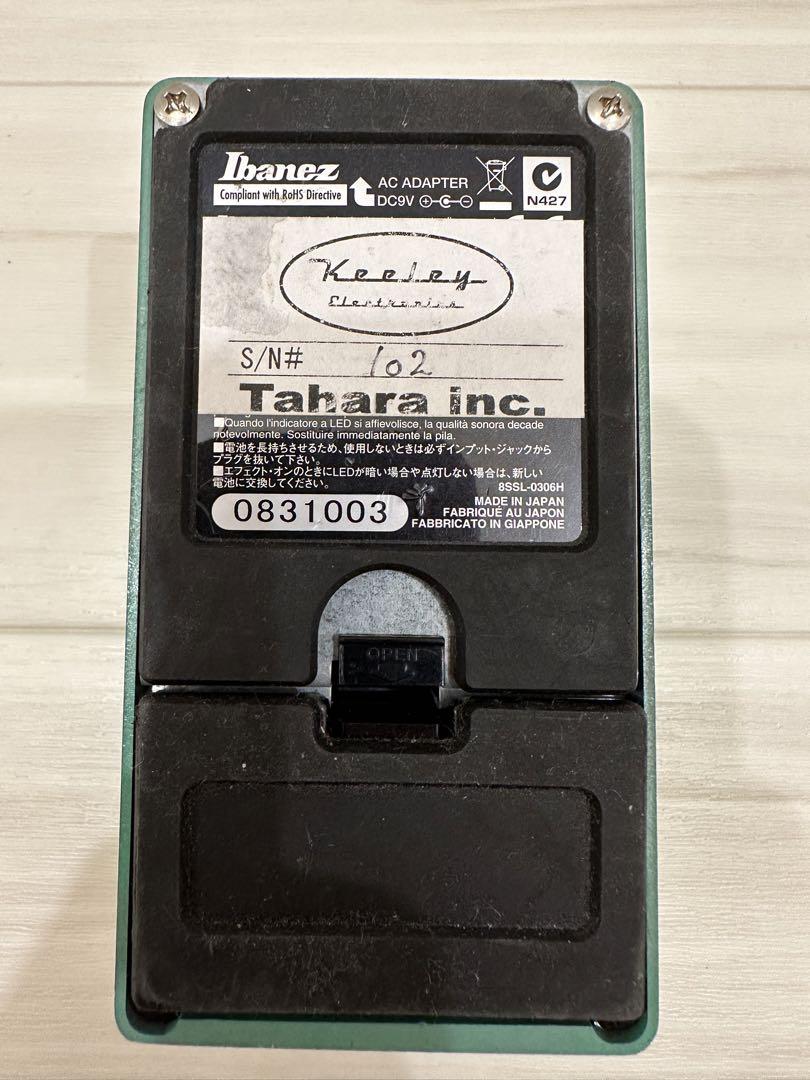 Ibanez
Compliant with RoHS Directive
AC ADAPTER
DC9V
N427
Keeley
Electronics
S/N# 102
Tahara inc.
■Quando l'indicatore a LED si affievolisce, la qualità sonora decade
notevolmente. Sostituire immediatamente la pila.
■電池を長持ちさせるため、使用しないときは必ずインプット・ジャックから
プラグを抜いて下さい。
■エフェクト・オンのときにLEDが暗い場合や点灯しない場合は、新しい
電池に交換してください。
8SSL-0306H
MADE IN JAPAN
FABRIQUÉ AU JAPON
FABBRICATO IN GIAPPONE
0831003
OPEN